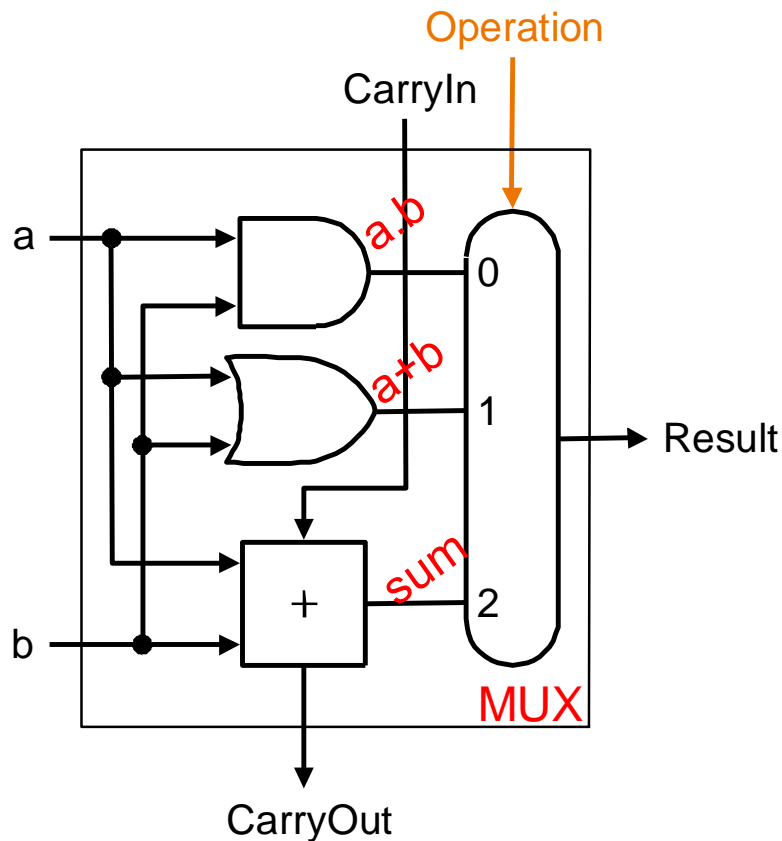 Operation
CarryIn
a
a.b
0
a+b
1
Result
sum
2
+
b
MUX
CarryOut